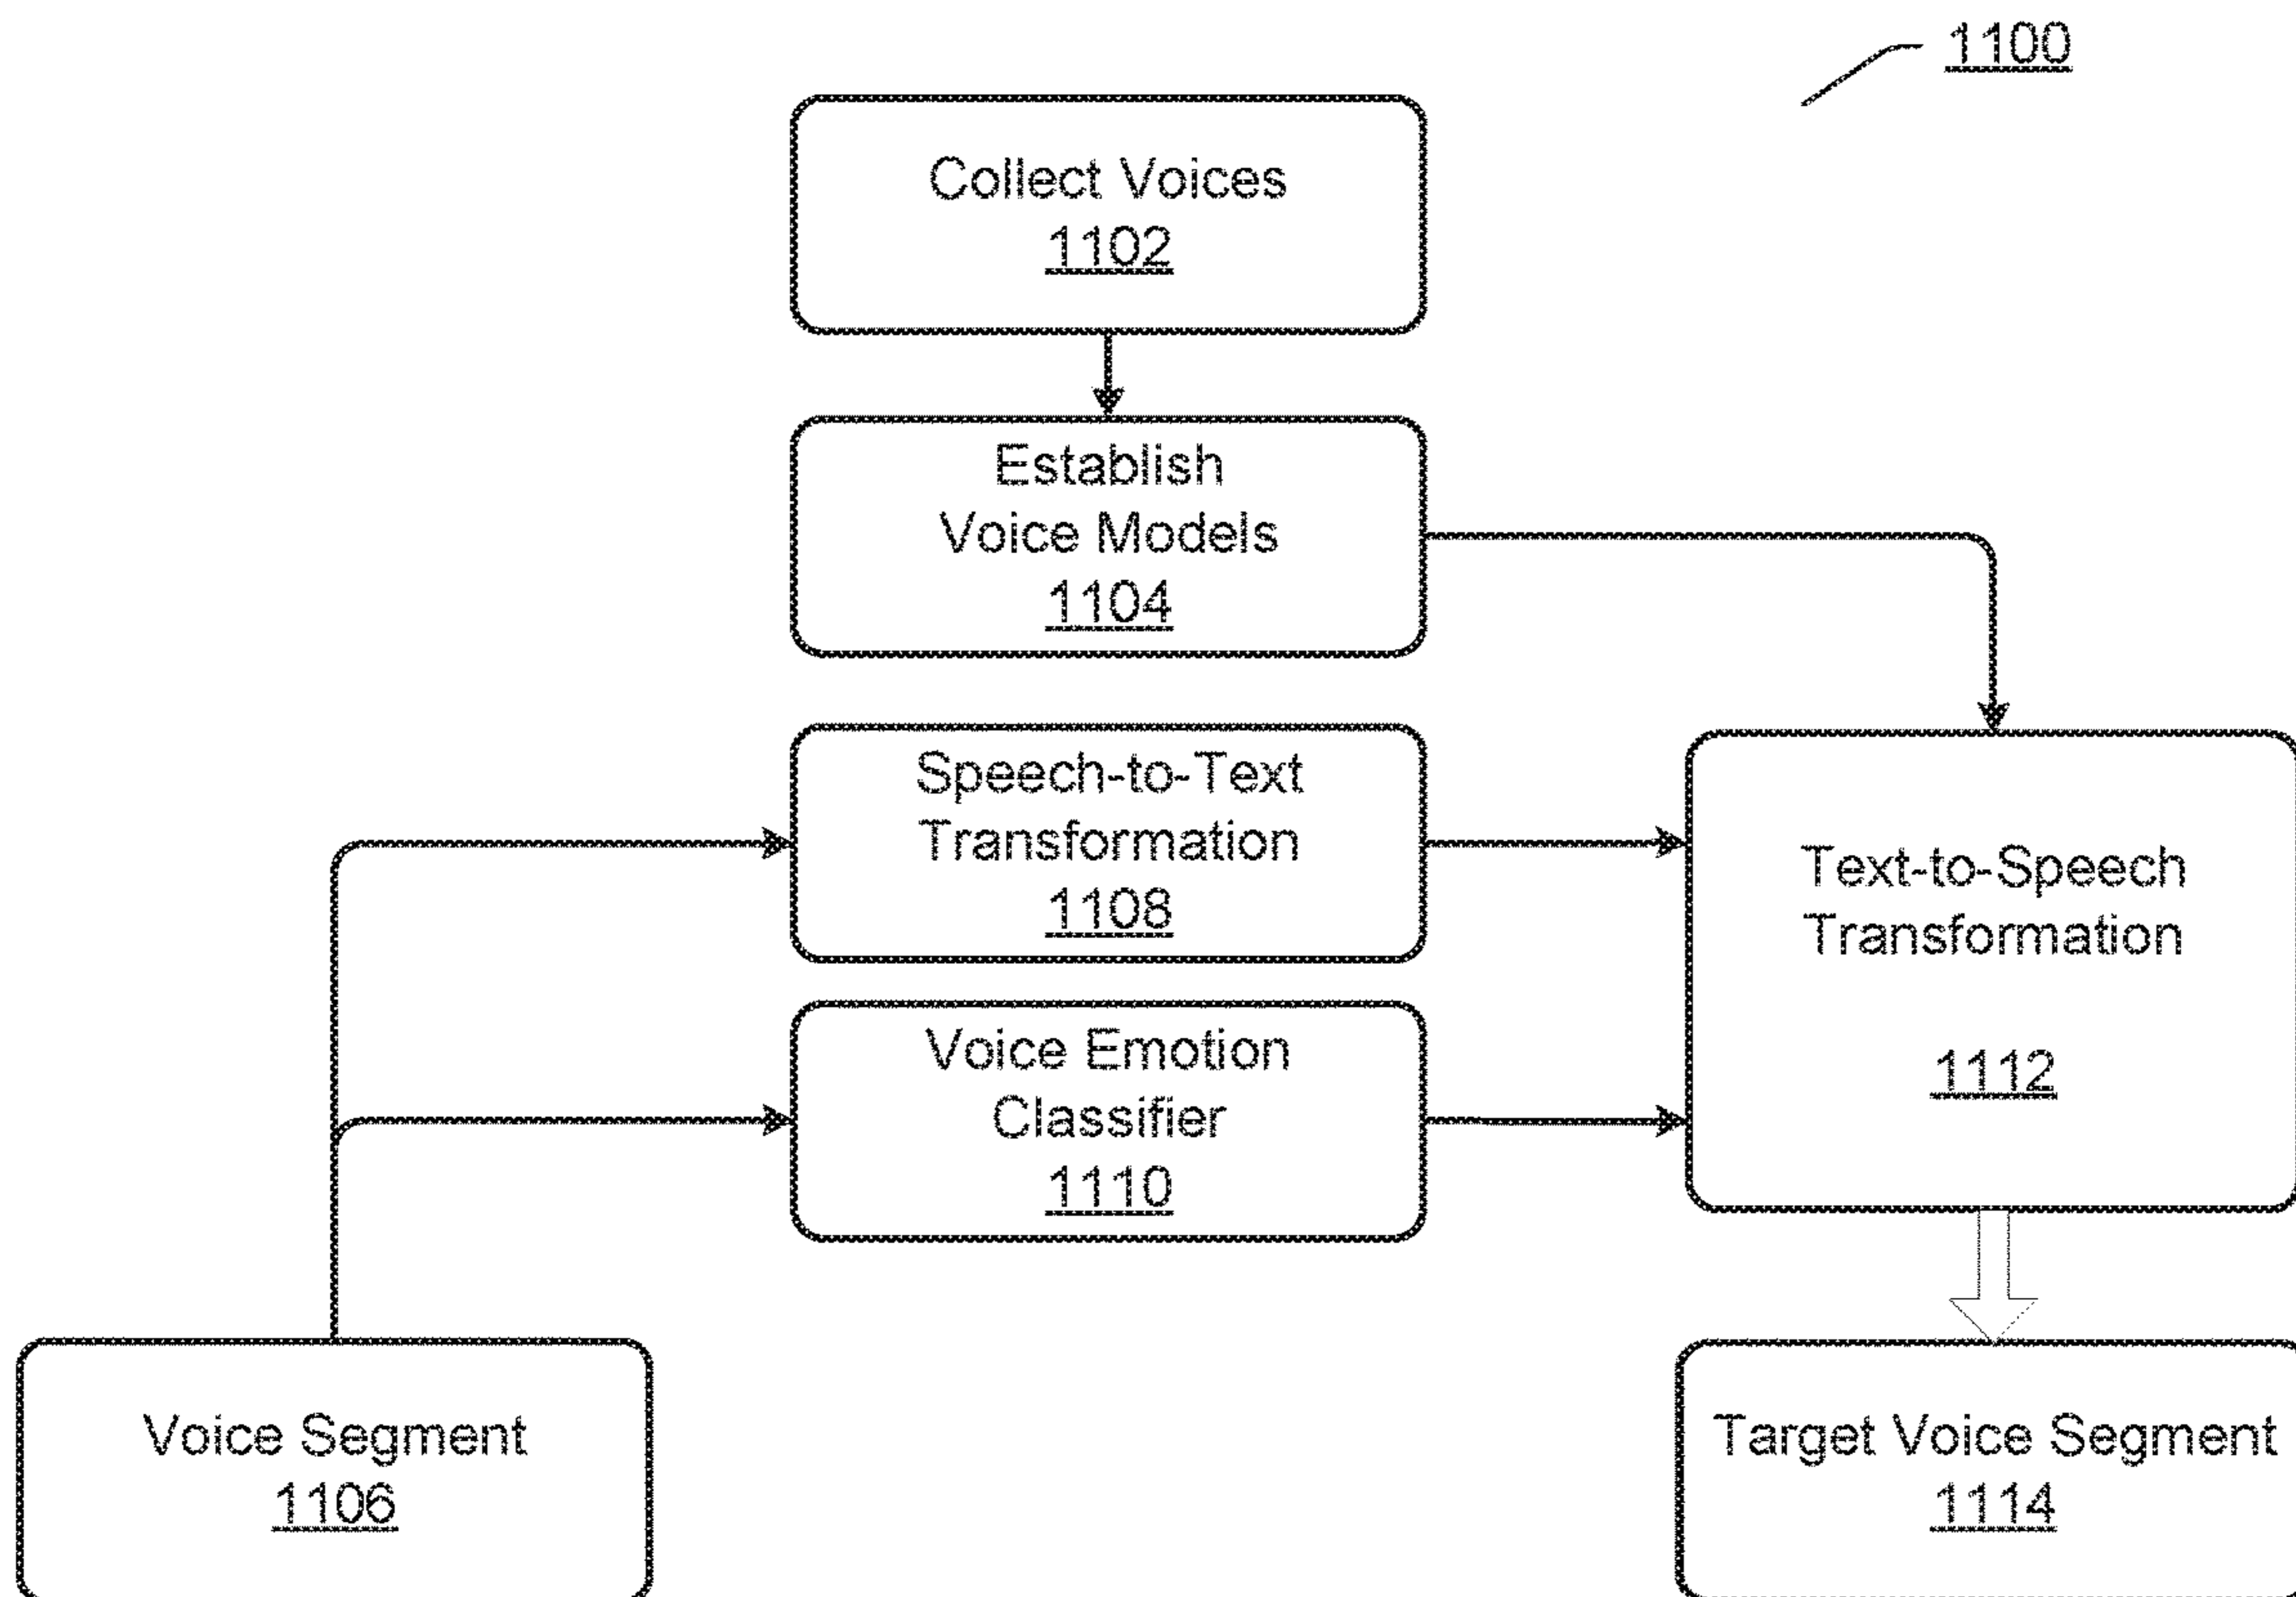 1100
Collect Voices
1102
Establish
Voice Models
1104
Speech-to-Text
Transformation
1108
Text-to-Speech
Transformation
1112
Voice Emotion
Classifier
1110
Voice Segment
1106
Target Voice Segment
1114